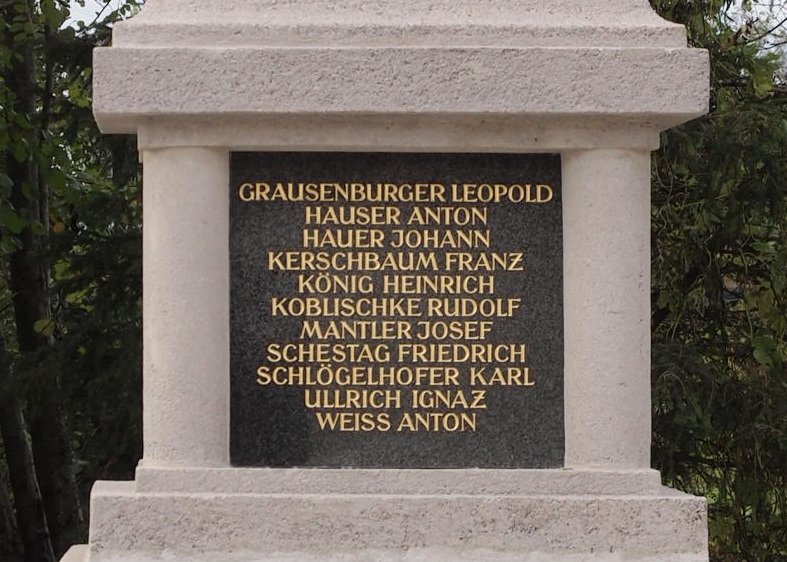 GRAUSENBURGER LEOPOLD
HAUSER ANTON
HAUER JOHANN
KERSCHBAUM FRANZ
KÖNIG HEINRICH
KOBLISCHKE RUDOLF
MANTLER JOSEF
SCHESTAG FRIEDRICH
SCHLÖGELHOFER KARL
ULLRICH IGNAZ
WEISS ANTON